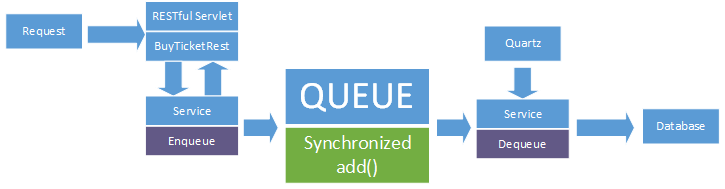 Request
RESTful Servlet
BuyTicketRest
Service
Enqueue
QUEUE
Synchronized
add()
Quartz
Service
Dequeue
Database